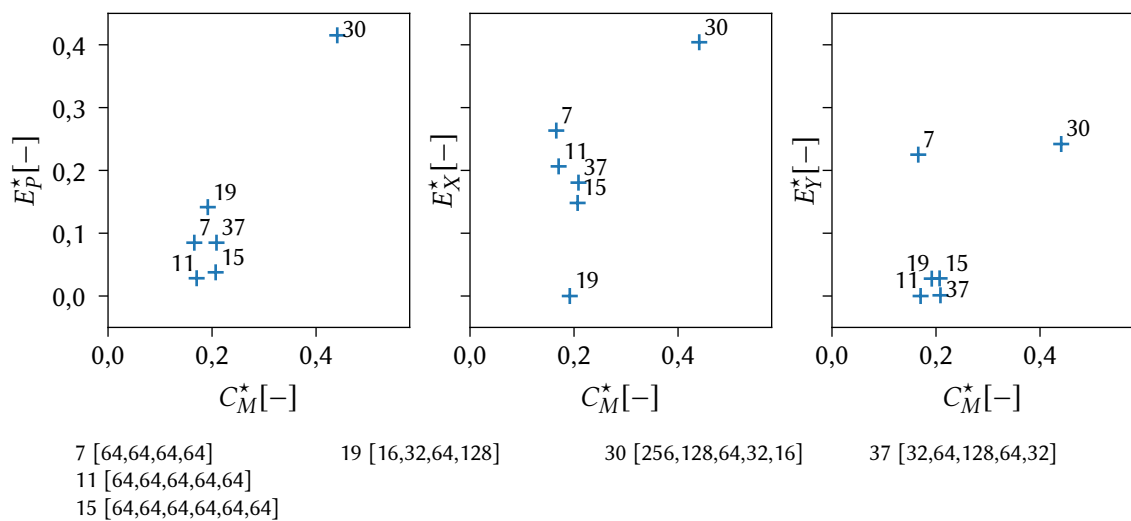 0,4
0,3
0,2
0,1
0,0
E*P[−]
30
19
7 37
11 15
0,0 0,2 0,4
C*M[−]
E*X[−]
30
7
11
37
15
19
0,0 0,2 0,4
C*M[−]
E*Y[−]
30
7
19 15
11 37
0,0 0,2 0,4
C*M[−]
7 [64,64,64,64] 19 [16,32,64,128] 30 [256,128,64,32,16] 37 [32,64,128,64,32]
11 [64,64,64,64,64]
15 [64,64,64,64,64,64]